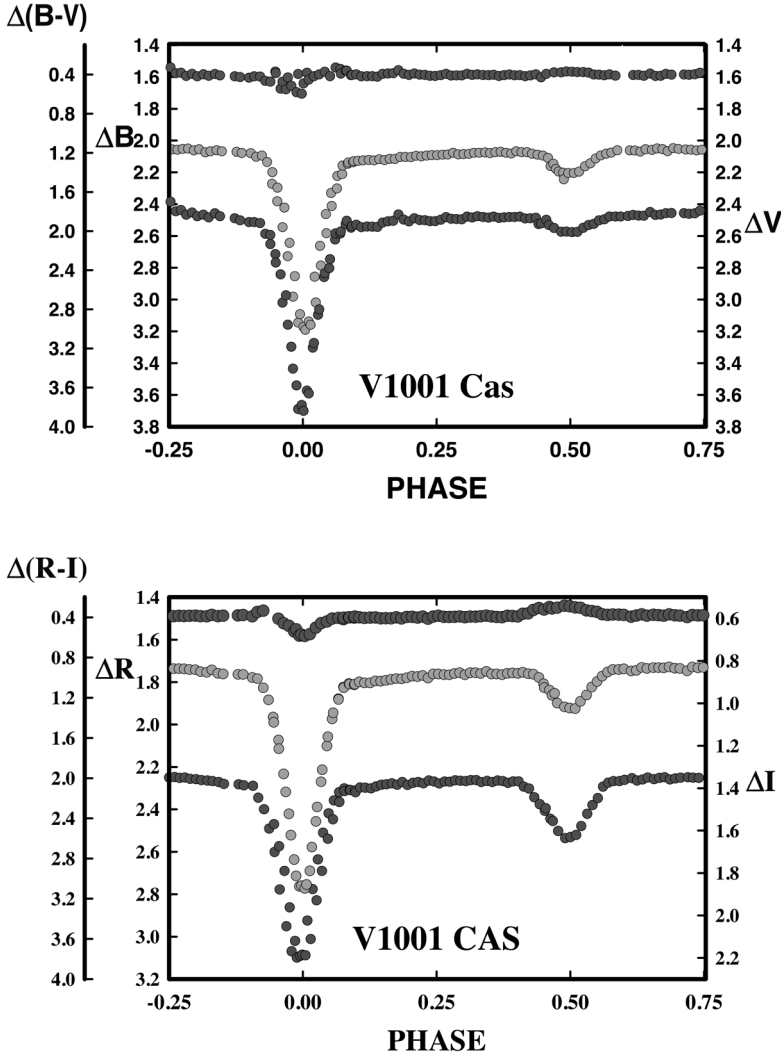 Δ(B-V)
1.4 1.4
0.4 1.6 1.6
0.8 1.8 1.8
1.2 ΔB 2.0 2.0
2.2 2.2
1.6 2.4 2.4
2.0 2.6 ΔV 2.6
2.4 2.8 2.8
2.8 3.0 3.0
3.2 3.2 3.2
3.4 3.4
3.6 V1001 Cas 3.6 3.6
4.0 3.8 3.8
-0.25 0.00 0.25 0.50 0.75
PHASE
Δ(R-I)
1.4
0.4 1.6 0.6
0.8 ΔR 1.8 0.8
1.2 2.0 1.0
1.6 2.2 1.2
2.0 2.4 1.4 ΔI
2.4 2.6 1.6
2.8 2.8 1.8
3.2 3.0 2.0
3.6 V1001 CAS 2.2
4.0 3.2
-0.25 0.00 0.25 0.50 0.75
PHASE